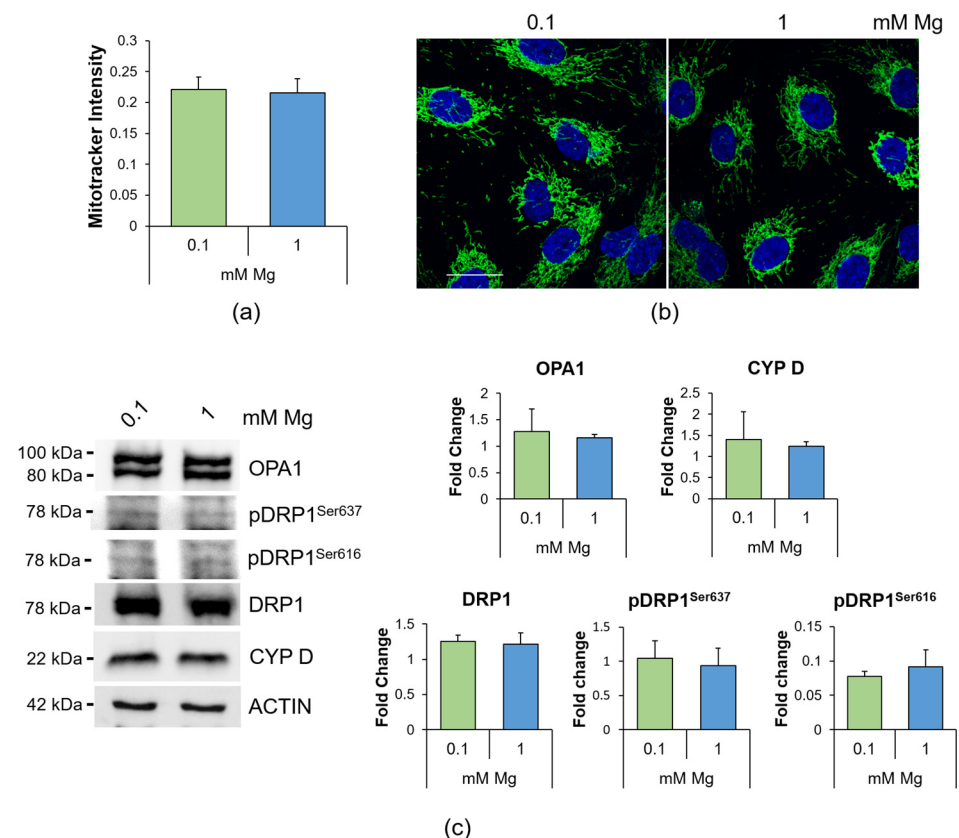 0.1 1 mM Mg
Mitotracker Intensity
0.3
0.25
0.2
0.15
0.1
0.05
0
0.1 1
mM Mg
(a)
(b)
0.1 1 mM Mg
100 kDa
80 kDa
OPA1
78 kDa
pDRP1Ser637
78 kDa
pDRP1Ser616
78 kDa
DRP1
22 kDa
CYP D
42 kDa
ACTIN
OPA1
Fold Change
2
1.5
1
0.5
0
0.1 1
mM Mg
CYP D
Fold Change
2.5
2
1.5
1
0.5
0
0.1 1
mM Mg
DRP1
Fold Change
1.5
1
0.5
0
0.1 1
mM Mg
pDRP1Ser637
Fold Change
1.5
1
0.5
0
0.1 1
mM Mg
pDRP1Ser616
Fold Change
0.15
0.1
0.05
0
0.1 1
mM Mg
(c)